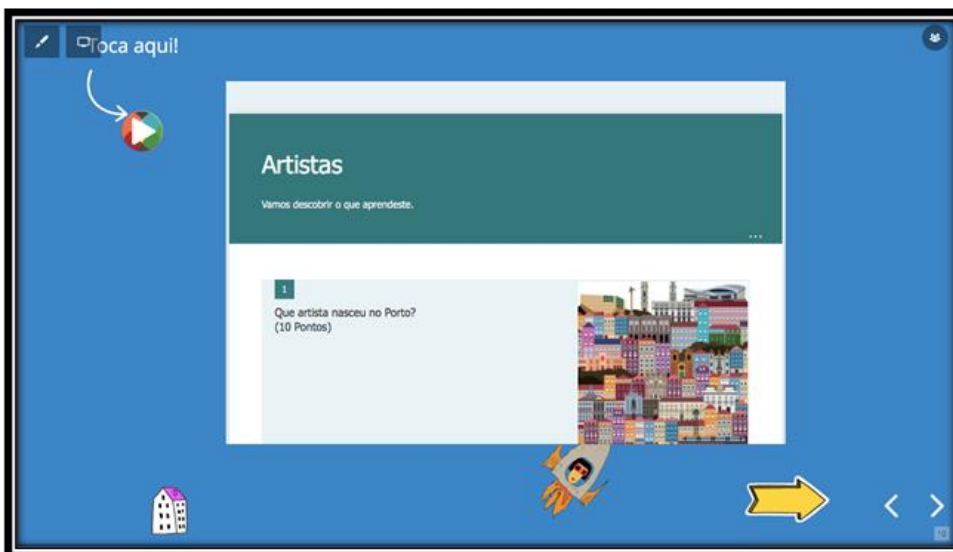 Toca aqui!
Artistas
Vamos descobrir o que aprendeste.
...
1
Que artista nasceu no Porto?
(10 Pontos)